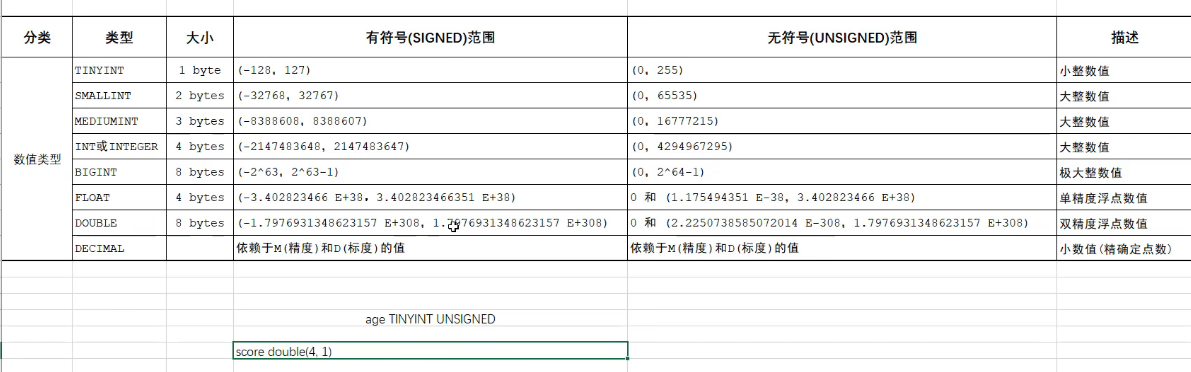 分类 类型 大小 有符号(SIGNED)范围 无符号(UNSIGNED)范围 描述
数值类型
TINYINT 1 byte (-128, 127) (0, 255) 小整数值
SMALLINT 2 bytes (-32768, 32767) (0, 65535) 大整数值
MEDIUMINT 3 bytes (-8388608, 8388607) (0, 16777215) 大整数值
INT或INTEGER 4 bytes (-2147483648, 2147483647) (0, 4294967295) 大整数值
BIGINT 8 bytes (-2^63, 2^63-1) (0, 2^64-1) 极大整数值
FLOAT 4 bytes (-3.402823466 E+38, 3.402823466351 E+38) 0 和 (1.175494351 E-38, 3.402823466 E+38) 单精度浮点数值
DOUBLE 8 bytes (-1.7976931348623157 E+308, 1.7976931348623157 E+308) 0 和 (2.2250738585072014 E-308, 1.7976931348623157 E+308) 双精度浮点数值
DECIMAL 依赖于M(精度)和D(标度)的值 依赖于M(精度)和D(标度)的值 小数值(精确定点数)
age TINYINT UNSIGNED
score double(4, 1)